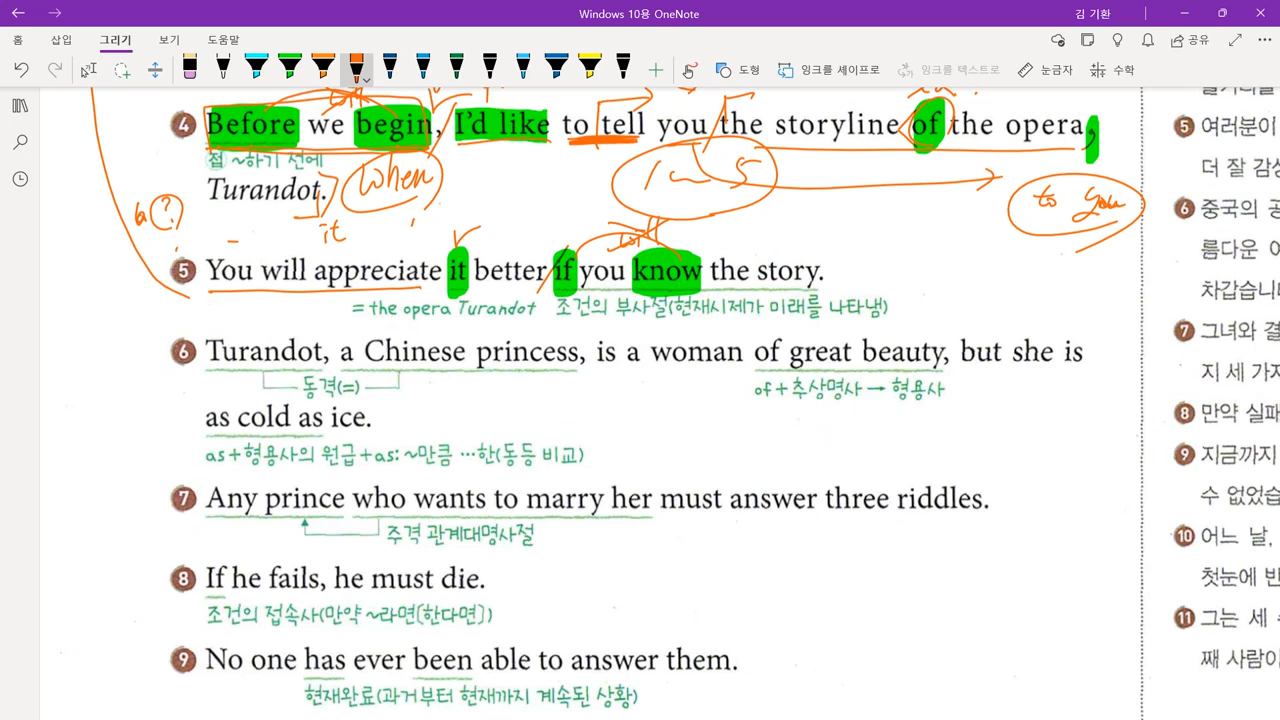 Windows 10용 OneNote
김 기환
홈 삽입 그리기 보기 도움말
공유
도형 잉크를 셰이프로 잉크를 텍스트로 눈금자 수학
4 Before we begin, I'd like to tell you the storyline of the opera,
접 ~하기 전에
Turandot. When
1 5
to you
it
will
5 You will appreciate it better if you know the story.
= the opera Turandot 조건의 부사절(현재시제가 미래를 나타냄)
6 Turandot, a Chinese princess, is a woman of great beauty, but she is
동격(=) of+추상명사→형용사
as cold as ice.
as+형용사의 원급+as: ~만큼 …한(동등 비교)
7 Any prince who wants to marry her must answer three riddles.
주격 관계대명사절
8 If he fails, he must die.
조건의 접속사(만약 ~라면[한다면])
9 No one has ever been able to answer them.
현재완료(과거부터 현재까지 계속된 상황)
5 여러분이
더 잘 감상
6 중국의 공
름다운 여
차갑습니다
7 그녀와 결
지 세 가지
8 만약 실패
9 지금까지
수 없었습
10 어느 날,
첫눈에 반
11 그는 세 수
째 사람이